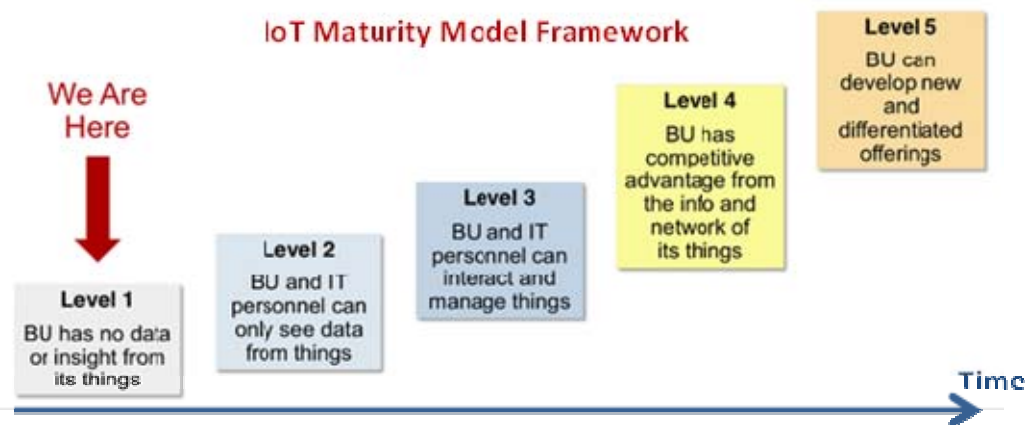 IoT Maturity Model Framework
We Are
Here
Level 1
BU has no data
or insight from
its things
Level 2
BU and IT
personnel can
only see data
from things
Level 3
BU and IT
personnel can
interact and
manage things
Level 4
BU has
competitive
advantage from
the info and
network of
its things
Level 5
BU can
develop new
and
differentiated
offerings
Time